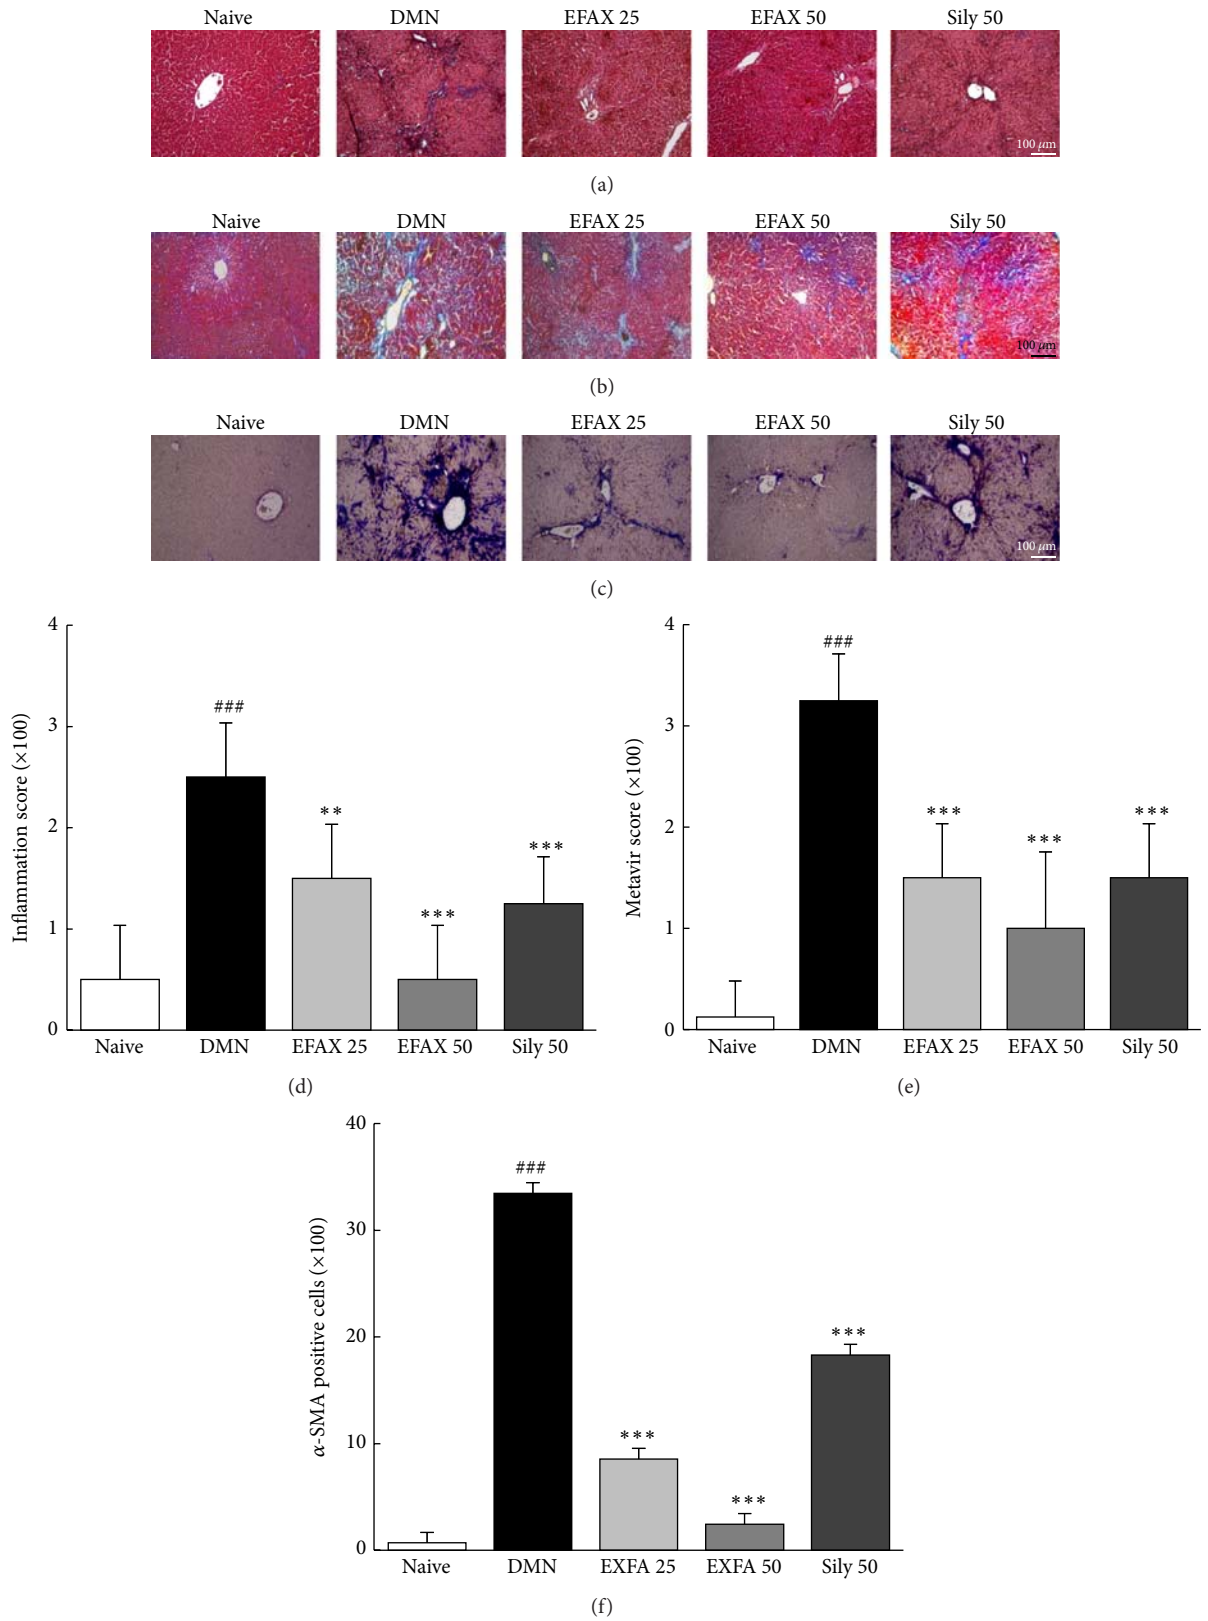 Naive DMN EFAX 25 EFAX 50 Sily 50
100 μm
(a)
Naive DMN EFAX 25 EFAX 50 Sily 50
100 μm
(b)
Naive DMN EFAX 25 EFAX 50 Sily 50
100 μm
(c)
Inflammation score (×100)
4
3
2
1
0
###
**
***
***
Naive DMN EFAX 25 EFAX 50 Sily 50
(d)
Metavir score (×100)
4
3
2
1
0
###
***
***
***
Naive DMN EFAX 25 EFAX 50 Sily 50
(e)
α-SMA positive cells (×100)
40
30
20
10
0
###
***
***
***
Naive DMN EXFA 25 EXFA 50 Sily 50
(f)